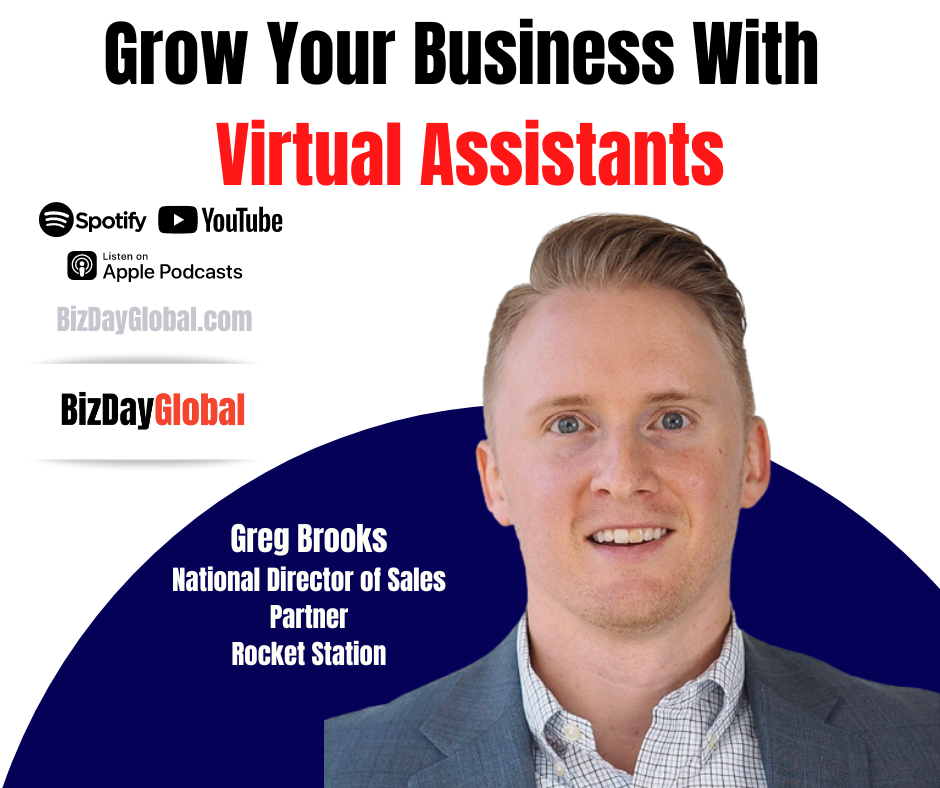 Grow Your Business With
Virtual Assistants
Spotify YouTube
Listen on
Apple Podcasts
BizDayGlobal.com
BizDayGlobal
Greg Brooks
National Director of Sales
Partner
Rocket Station